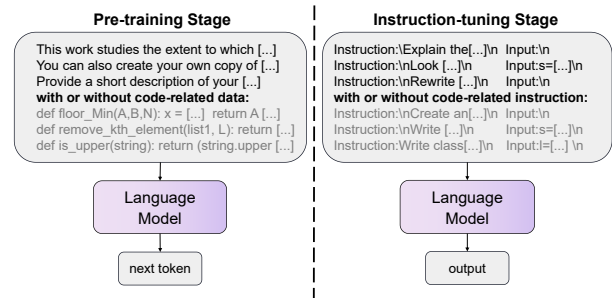 Pre-training Stage
This work studies the extent to which [...]
You can also create your own copy of [...]
Provide a short description of your [...]
with or without code-related data:
def floor_Min(A,B,N): x = [...]  return A [...]
def remove_kth_element(list1, L): return [...]
def is_upper(string): return (string.upper [...]
Language
Model
next token
Instruction-tuning Stage
Instruction:\Explain the[...]\n  Input:\n
Instruction:\nLook [...]\n  Input:s=[...]\n
Instruction:\nRewrite [...]\n  Input:\n
with or without code-related instruction:
Instruction:\nCreate an[...]\n  Input:\n
Instruction:\nWrite [...]\n  Input:s=[...]\n
Instruction:Write class[...]\n  Input:l=[...] \n
Language
Model
output